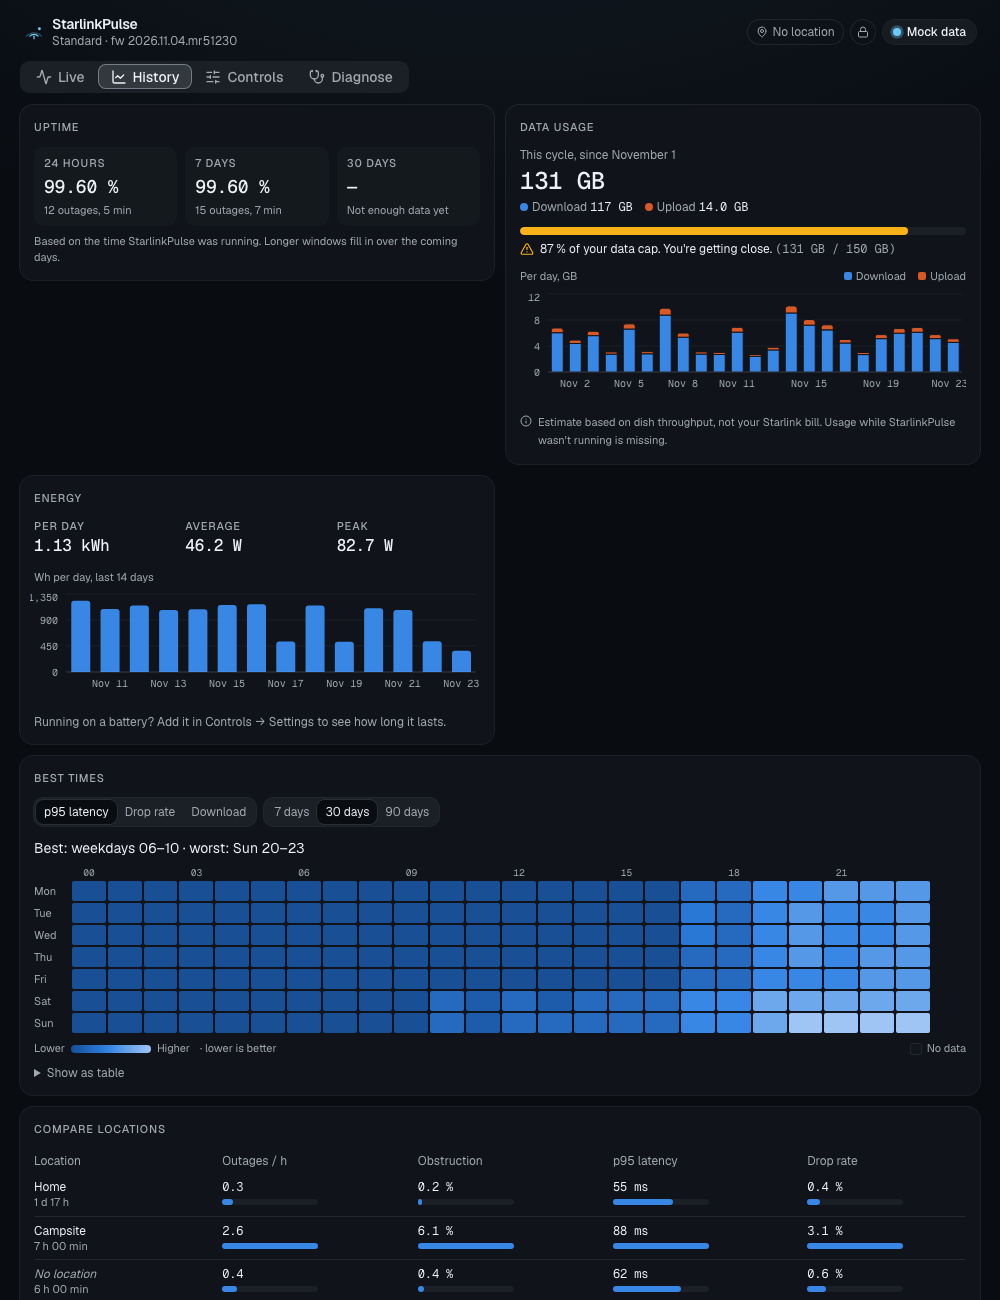 StarlinkPulse
Standard · fw 2026.11.04.mr51230
No location
Mock data
Live
History
Controls
Diagnose
UPTIME
24 HOURS
99.60 %
12 outages, 5 min
7 DAYS
99.60 %
15 outages, 7 min
30 DAYS
—
Not enough data yet
Based on the time StarlinkPulse was running. Longer windows fill in over the coming
days.
DATA USAGE
This cycle, since November 1
131 GB
Download 117 GB Upload 14.0 GB
87 % of your data cap. You're getting close. (131 GB / 150 GB)
Per day, GB
Download Upload
12
8
4
0
Nov 2 Nov 5 Nov 8 Nov 11 Nov 15 Nov 19 Nov 23
Estimate based on dish throughput, not your Starlink bill. Usage while StarlinkPulse
wasn't running is missing.
ENERGY
PER DAY
1.13 kWh
AVERAGE
46.2 W
PEAK
82.7 W
Wh per day, last 14 days
1,350
900
450
0
Nov 11 Nov 13 Nov 15 Nov 17 Nov 19 Nov 21 Nov 23
Running on a battery? Add it in Controls → Settings to see how long it lasts.
BEST TIMES
p95 latency Drop rate Download
7 days 30 days 90 days
Best: weekdays 06–10 · worst: Sun 20–23
00 03 06 09 12 15 18 21
Mon
Tue
Wed
Thu
Fri
Sat
Sun
Lower Higher · lower is better
No data
Show as table
COMPARE LOCATIONS
Location Outages / h Obstruction p95 latency Drop rate
Home 0.3 0.2 % 55 ms 0.4 %
1 d 17 h
Campsite 2.6 6.1 % 88 ms 3.1 %
7 h 00 min
No location 0.4 0.4 % 62 ms 0.6 %
6 h 00 min